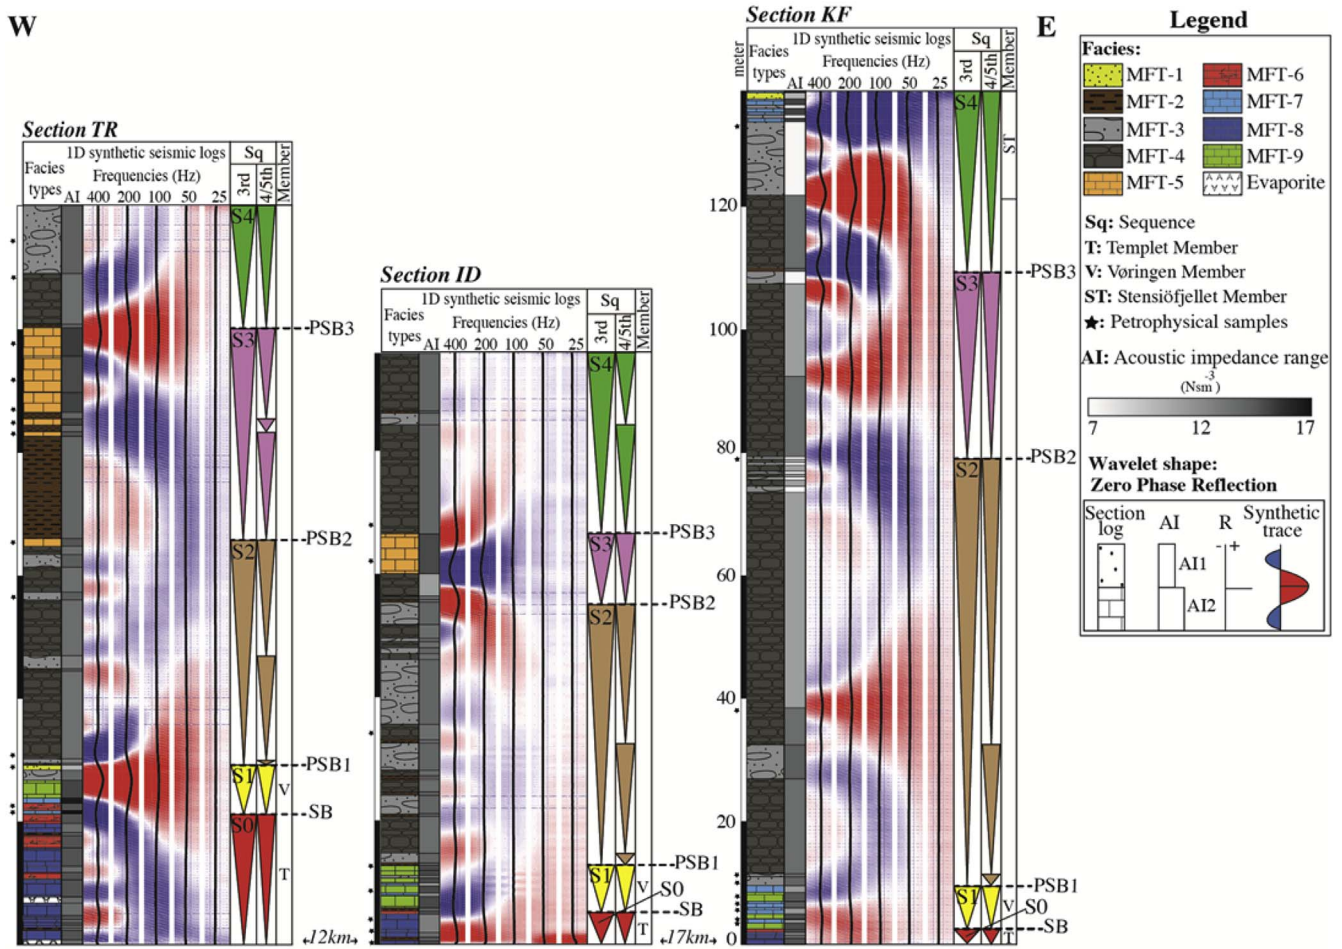 W
E
Section TR
Facies types
AI
1D synthetic seismic logs
Frequencies (Hz)
400 200 100 50 25
Sq
3rd
4/5th
Member
S4
S3
S2
S1
S0
V
T
PSB3
PSB2
PSB1
SB
12km
Section ID
Facies types
AI
1D synthetic seismic logs
Frequencies (Hz)
400 200 100 50 25
Sq
3rd
4/5th
Member
S4
S3
S2
S1
S0
V
T
PSB3
PSB2
PSB1
SB
17km
Section KF
meter
Facies types
AI
1D synthetic seismic logs
Frequencies (Hz)
400 200 100 50 25
Sq
3rd
4/5th
Member
120
100
80
60
40
20
10
0
S4
S3
S2
S1
S0
ST
V
T
PSB3
PSB2
PSB1
SB
Legend
Facies:
MFT-1
MFT-2
MFT-3
MFT-4
MFT-5
MFT-6
MFT-7
MFT-8
MFT-9
Evaporite
Sq: Sequence
T: Templet Member
V: Vøringen Member
ST: Stensiöfjellet Member
★: Petrophysical samples
AI: Acoustic impedance range
(Nsm-3)
7 12 17
Wavelet shape:
Zero Phase Reflection
Section log
AI
R
Synthetic trace
- +
AI1
AI2